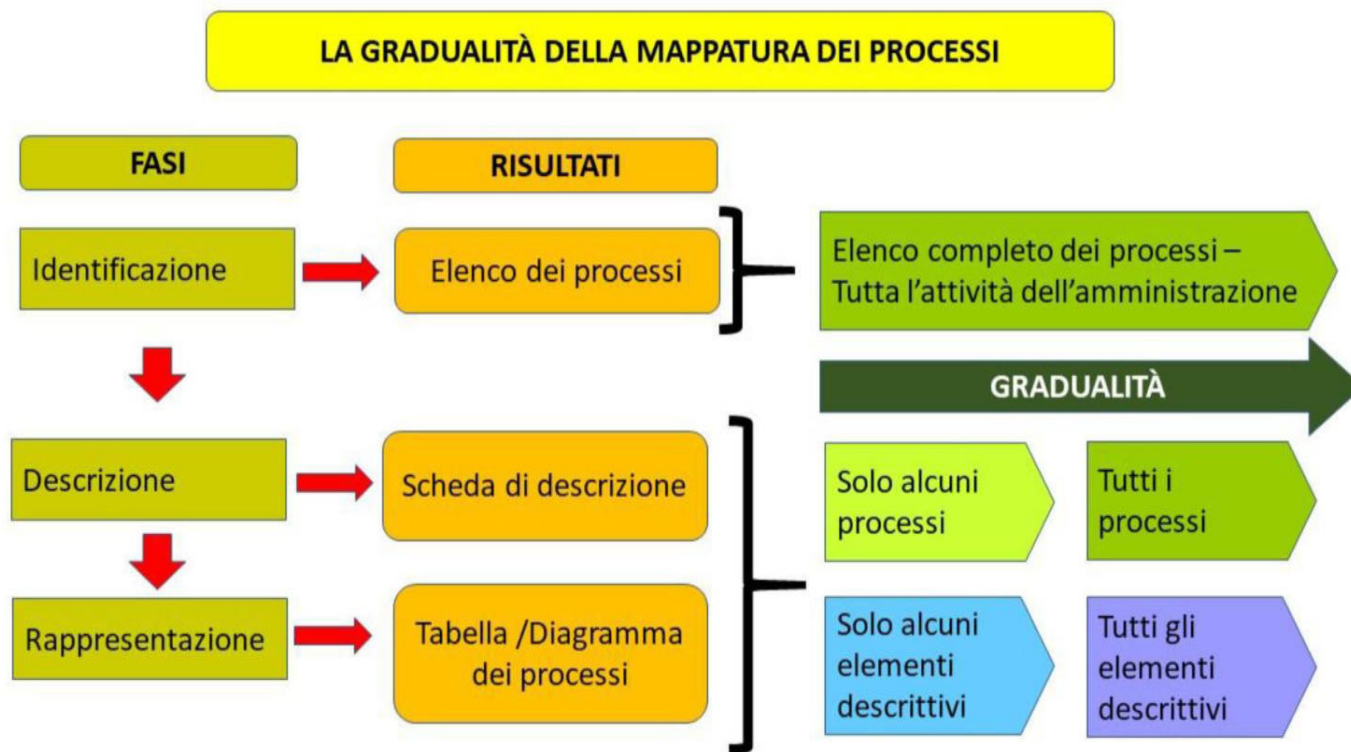 LA GRADUALITÀ DELLA MAPPATURA DEI PROCESSI
FASI
RISULTATI
Identificazione
Elenco dei processi
Elenco completo dei processi –
Tutta l'attività dell'amministrazione
GRADUALITÀ
Descrizione
Scheda di descrizione
Solo alcuni
processi
Tutti i
processi
Rappresentazione
Tabella /Diagramma
dei processi
Solo alcuni
elementi
descrittivi
Tutti gli
elementi
descrittivi